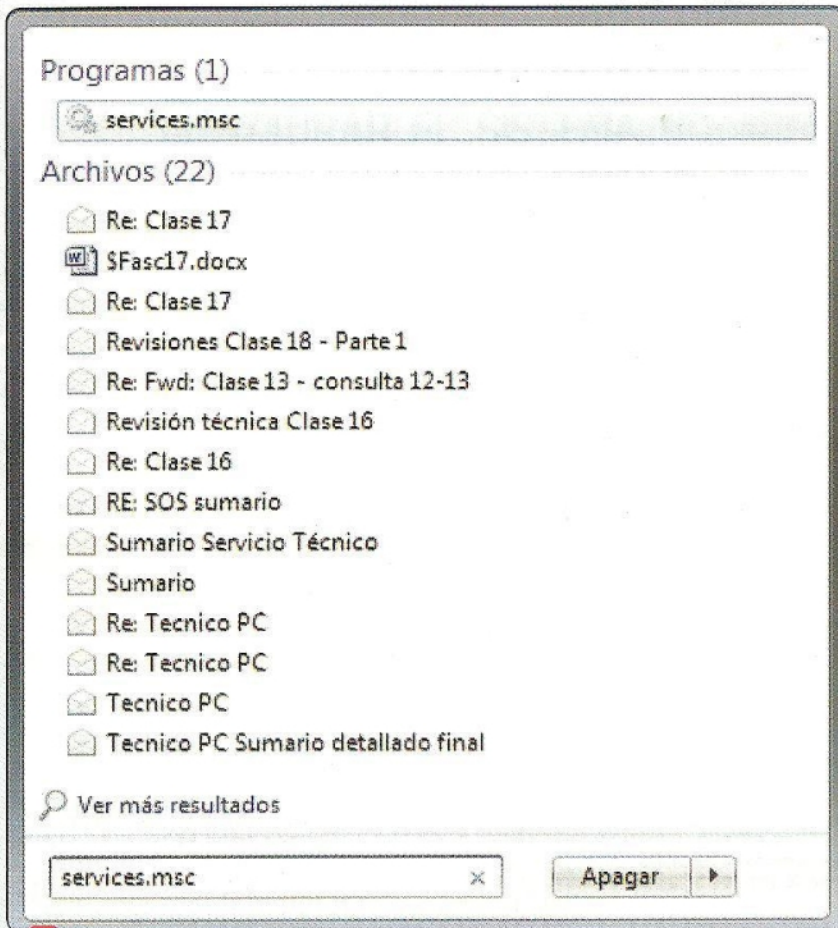 Programas (1)
services.msc
Archivos (22)
Re: Clase 17
$Fasc17.docx
Re: Clase 17
Revisiones Clase 18 - Parte 1
Re: Fwd: Clase 13 - consulta 12-13
Revisión técnica Clase 16
Re: Clase 16
RE: SOS sumario
Sumario Servicio Técnico
Sumario
Re: Tecnico PC
Re: Tecnico PC
Tecnico PC
Tecnico PC Sumario detallado final
Ver más resultados
services.msc
Apagar